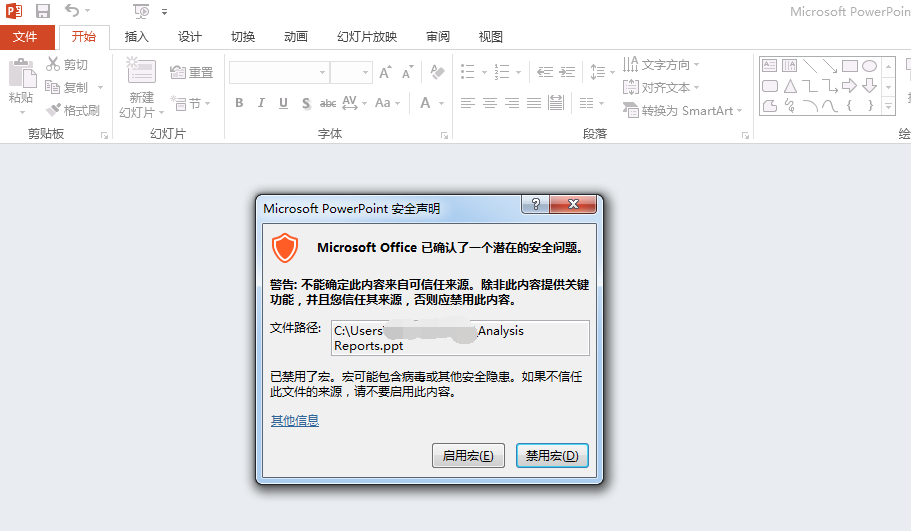 Microsoft PowerPoin
文件 开始 插入 设计 切换 动画 幻灯片放映 审阅 视图
粘贴 剪切 复制 格式刷
新建 幻灯片 重置 节
B I U S abc AV Aa A
文字方向
对齐文本
转换为 SmartArt
剪贴板 幻灯片 字体 段落 绘
Microsoft PowerPoint 安全声明
Microsoft Office 已确认了一个潜在的安全问题。
警告: 不能确定此内容来自可信任来源。除非此内容提供关键
功能，并且您信任其来源，否则应禁用此内容。
文件路径: C:\Users\ \_Analysis
Reports.ppt
已禁用了宏。宏可能包含病毒或其他安全隐患。如果不信任
此文件的来源，请不要启用此内容。
其他信息
启用宏(E) 禁用宏(D)